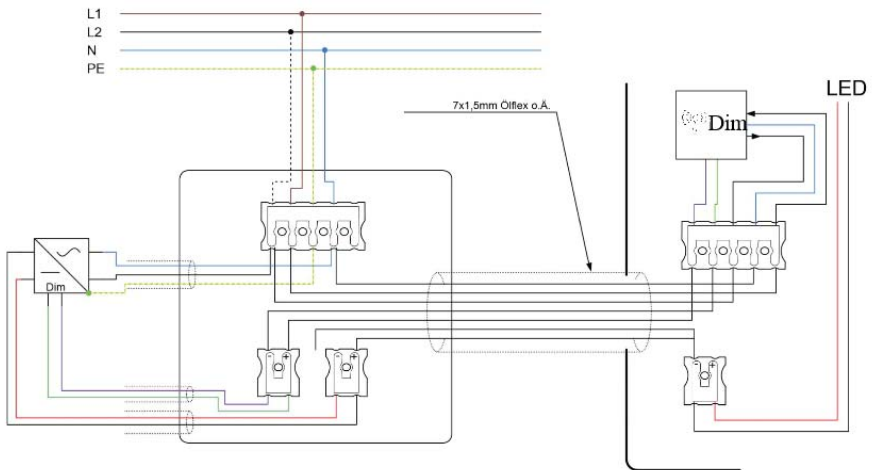 L1
L2
N
PE
7x1,5mm Ölflex o.Ä.
LED
Dim
Dim
- +
- +
- +